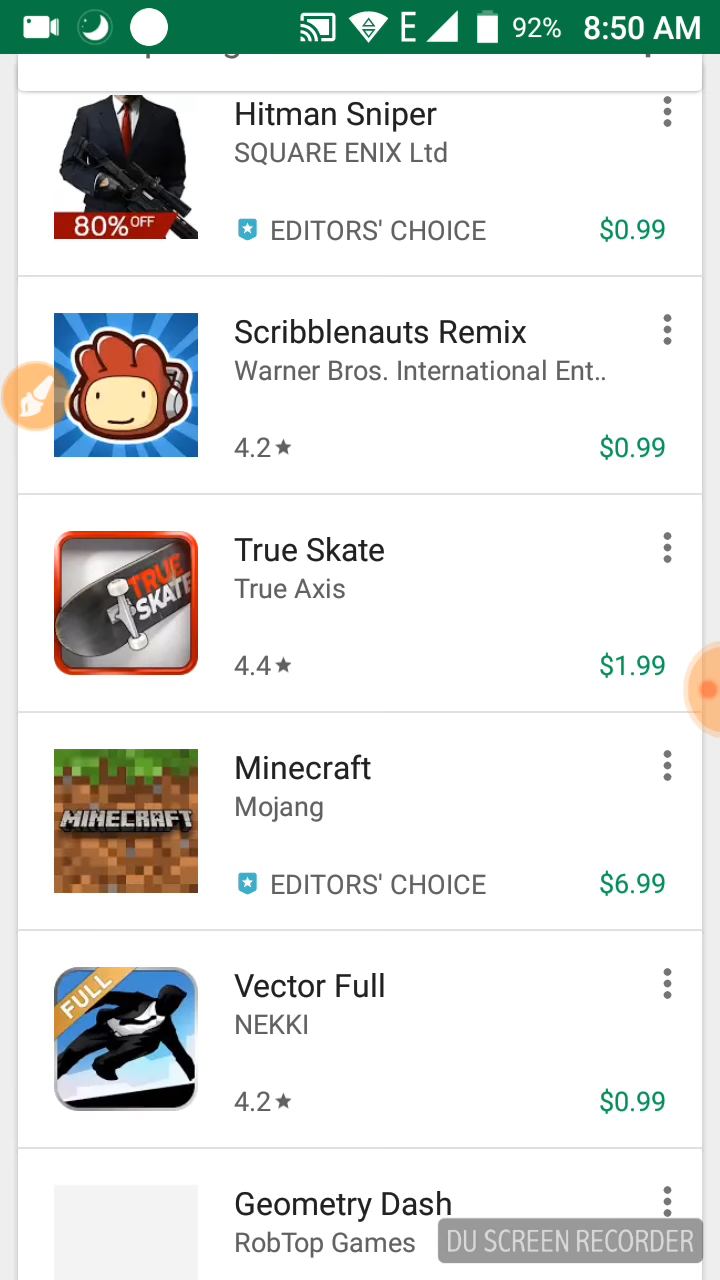 E 92% 8:50 AM
Hitman Sniper
SQUARE ENIX Ltd
80% OFF
EDITORS' CHOICE $0.99
Scribblenauts Remix
Warner Bros. International Ent..
4.2 $0.99
True Skate
True Axis
TRUE
SKATE
4.4 $1.99
Minecraft
Mojang
MINECRAFT
EDITORS' CHOICE $6.99
FULL
Vector Full
NEKKI
4.2 $0.99
Geometry Dash
RobTop Games
DU SCREEN RECORDER